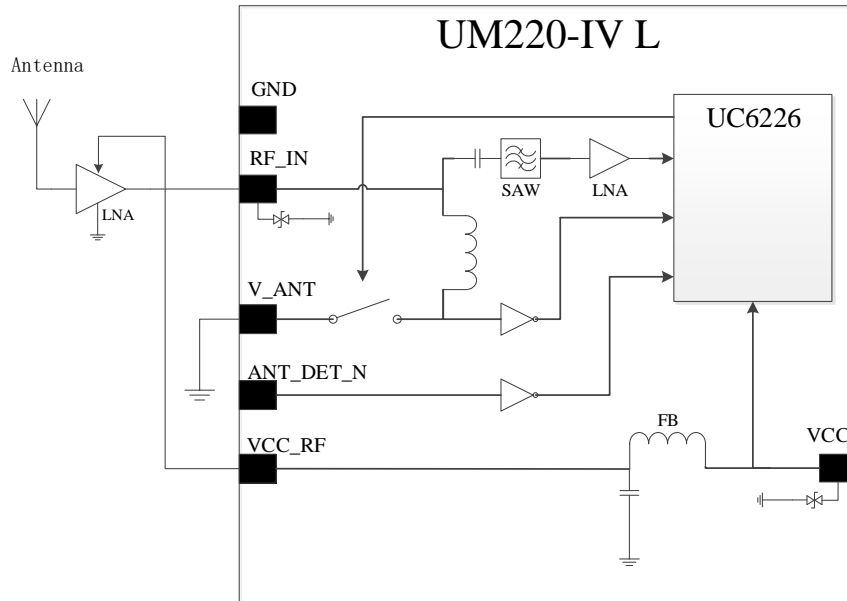 UM220-IV L
Antenna
GND
UC6226
RF_IN
SAW
LNA
LNA
V_ANT
ANT_DET_N
FB
VCC_RF
VCC